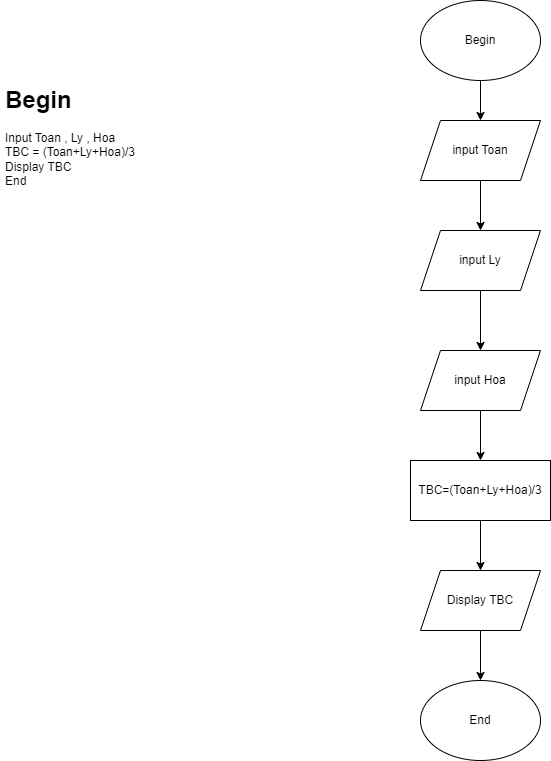 Begin
Input Toan , Ly , Hoa
TBC = (Toan+Ly+Hoa)/3
Display TBC
End
Begin
input Toan
input Ly
input Hoa
TBC=(Toan+Ly+Hoa)/3
Display TBC
End